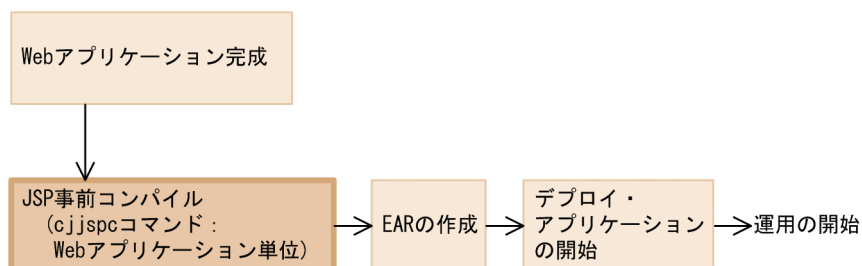 Webアプリケーション完成
JSP事前コンパイル
(cjjspcコマンド：
Webアプリケーション単位)
EARの作成
デプロイ・
アプリケーション
の開始
運用の開始